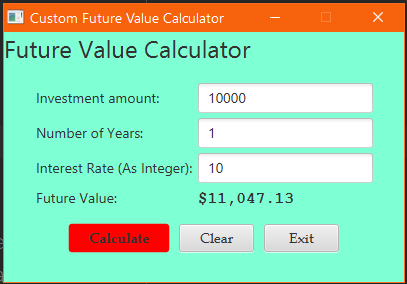 Custom Future Value Calculator
Future Value Calculator
Investment amount: 10000
Number of Years: 1
Interest Rate (As Integer): 10
Future Value: $11,047.13
Calculate Clear Exit